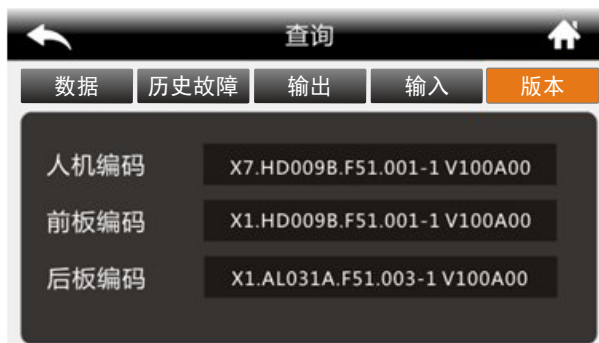 查询
数据 历史故障 输出 输入 版本
人机编码 X7.HD009B.F51.001-1 V100A00
前板编码 X1.HD009B.F51.001-1 V100A00
后板编码 X1.AL031A.F51.003-1 V100A00